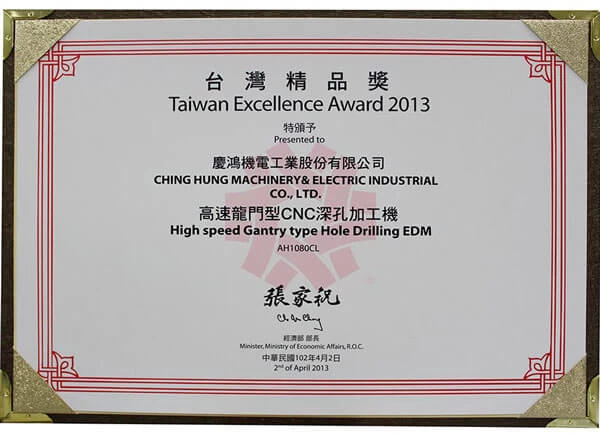 台灣精品獎
Taiwan Excellence Award 2013
特頒予
Presented to
慶鴻機電工業股份有限公司
CHING HUNG MACHINERY& ELECTRIC INDUSTRIAL
CO., LTD.
高速龍門型CNC深孔加工機
High speed Gantry type Hole Drilling EDM
AH1080CL
張家祝
經濟部 部長
Minister, Ministry of Economic Affairs, R.O.C.
中華民國102年4月2日
2nd of April 2013